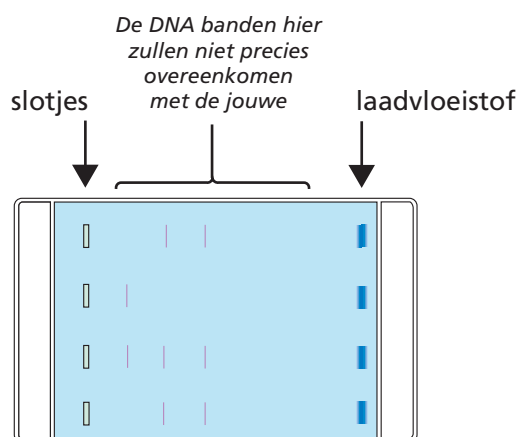 De DNA banden hier
zullen niet precies
overeenkomen
met de jouwe
slotjes
laadvloeistof